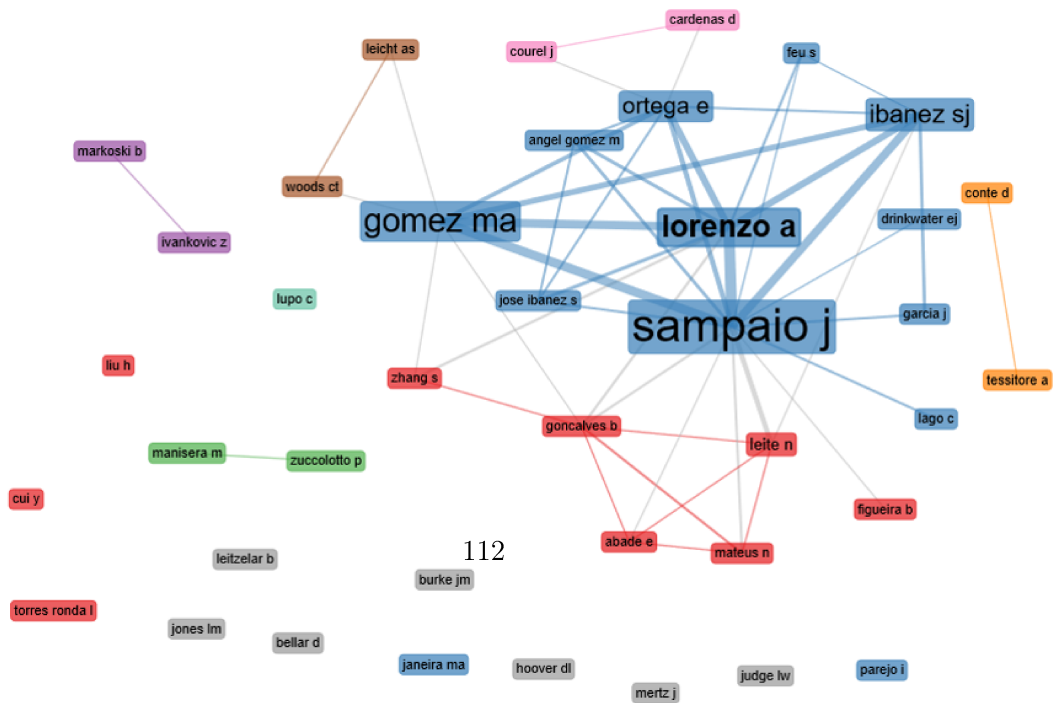 cardenas d
leicht as
courel j
feu s
ortega e
ibanez sj
angel gomez m
markoski b
woods ct
conte d
gomez ma
lorenzo a
drinkwater ej
ivankovic z
lupo c
jose ibanez s
garcia j
sampaio j
liu h
zhang s
tessitore a
lago c
goncalves b
leite n
manisera m
zuccolotto p
cui y
figueira b
abade e
mateus n
112
leitzelar b
burke jm
torres ronda l
jones lm
bellar d
janeira ma
hoover dl
judge lw
parejo i
mertz j